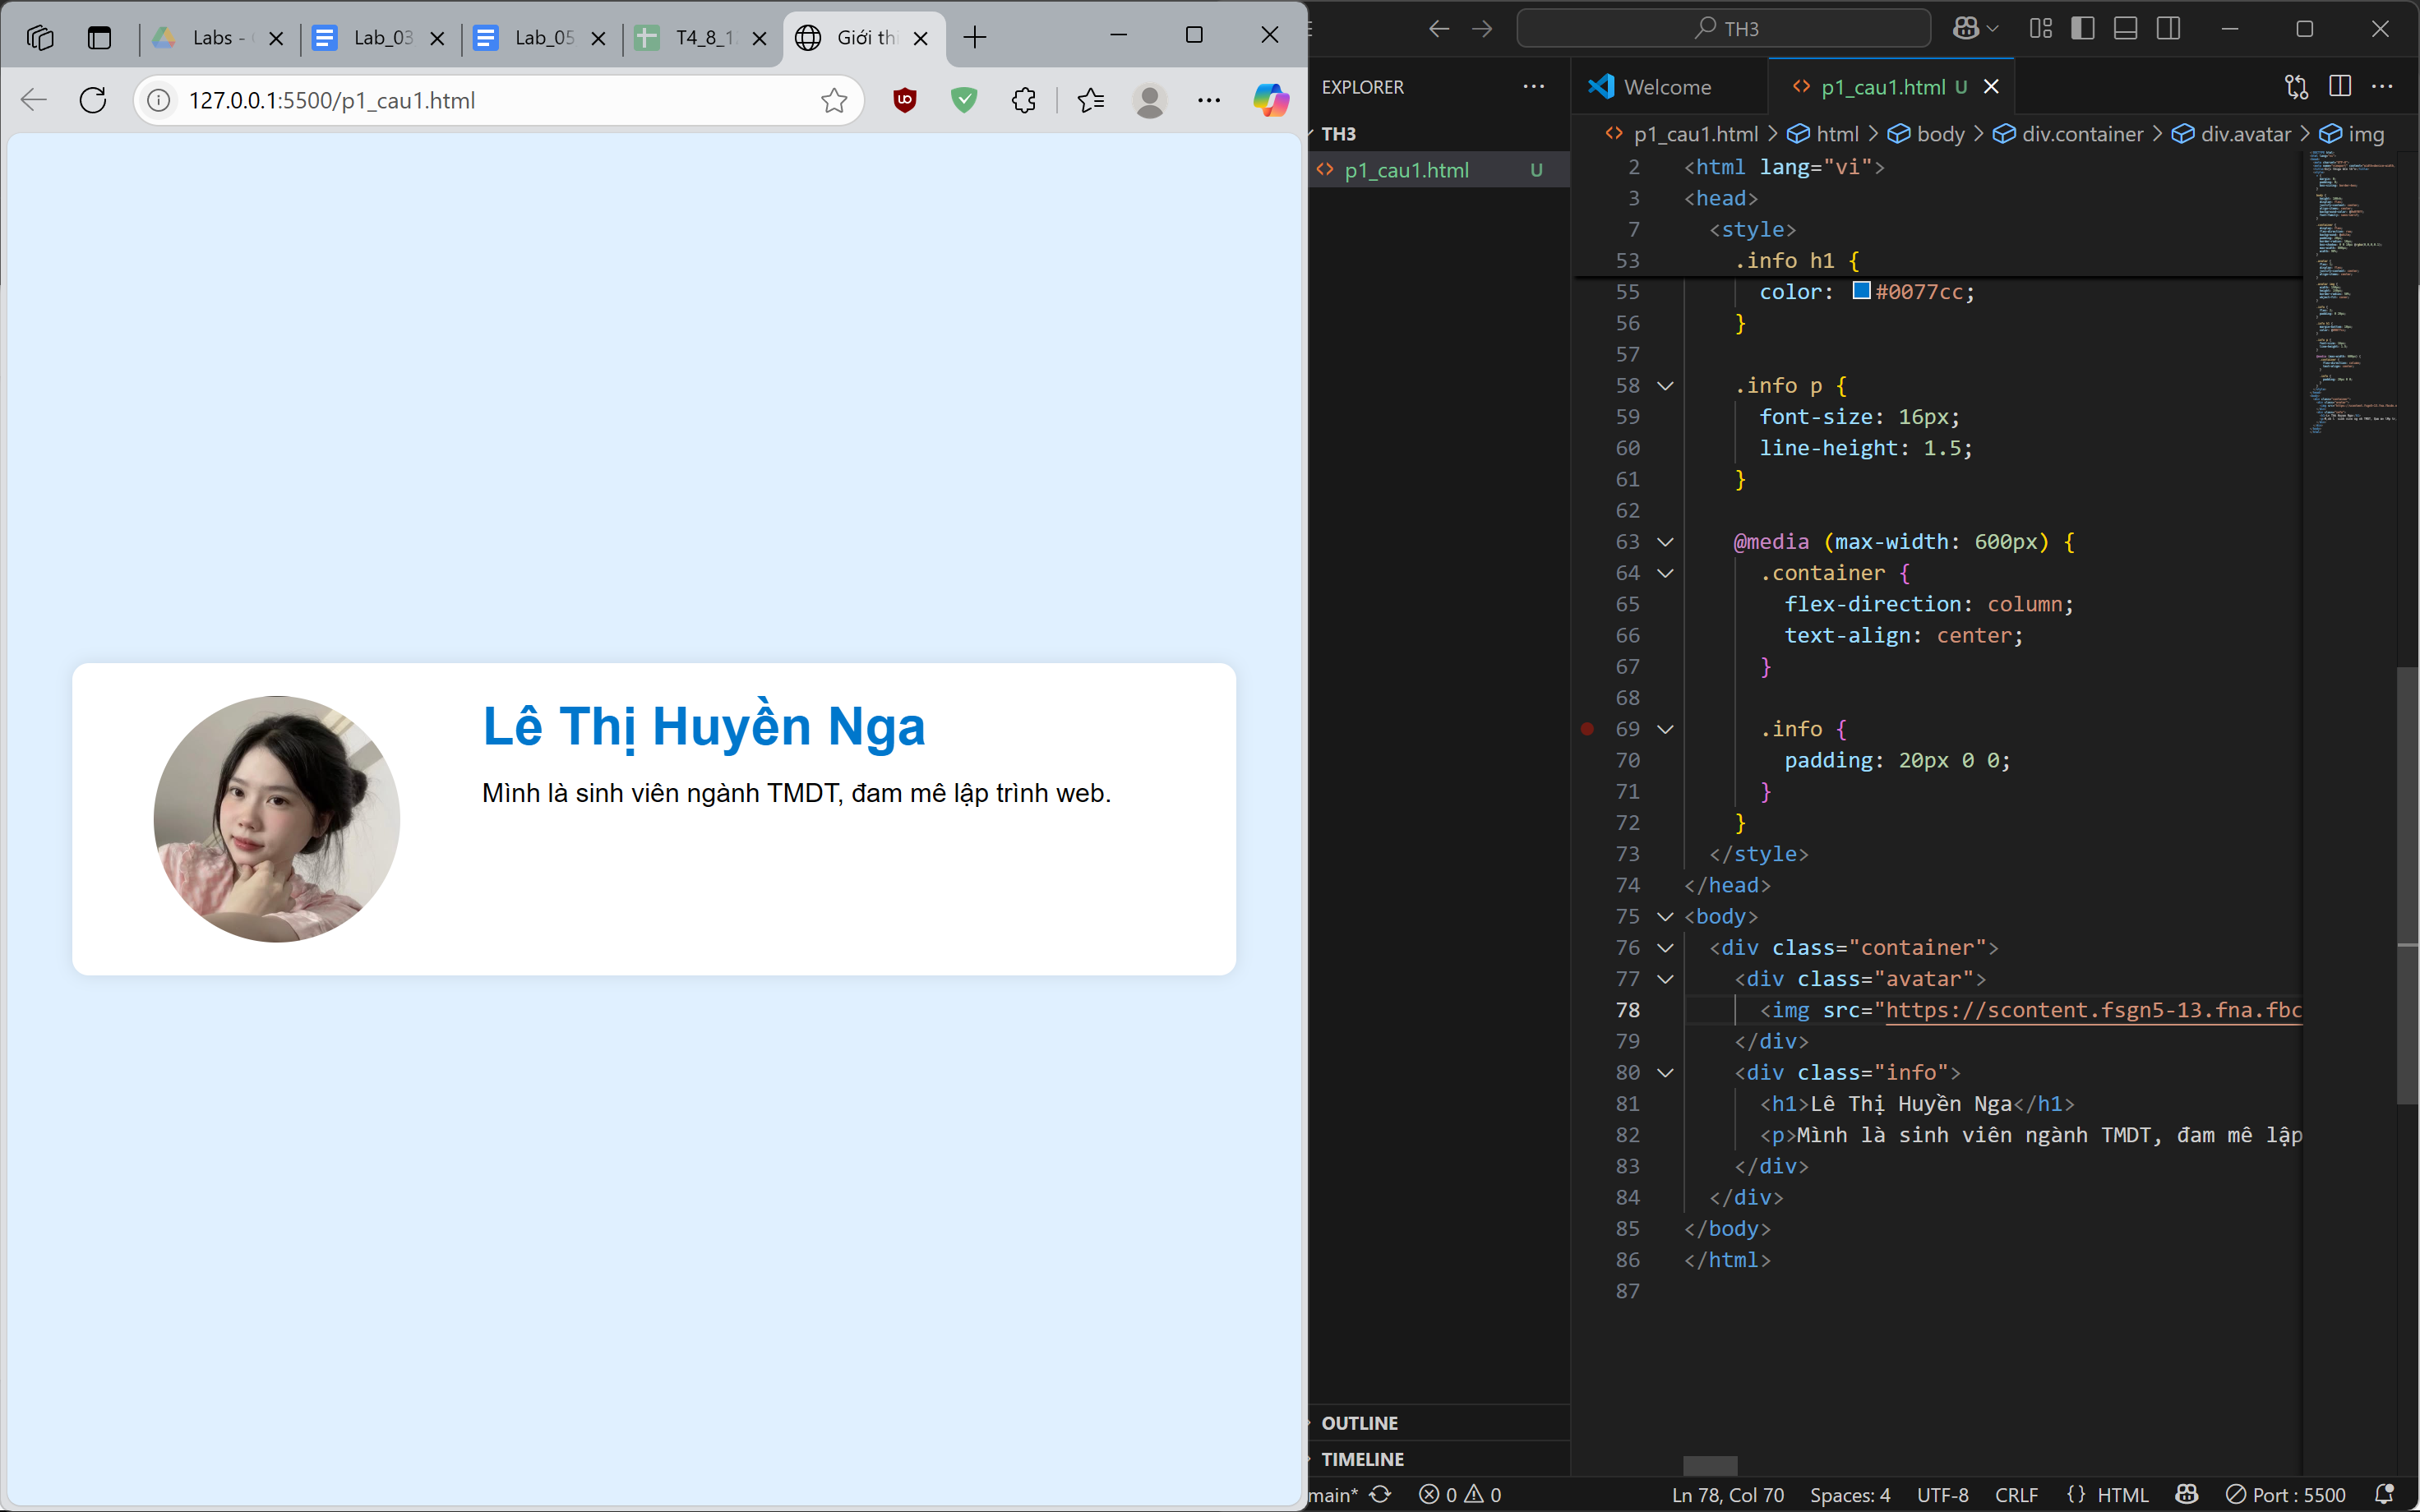 Labs -
Lab_03
Lab_05
T4_8_1
Giới thi
127.0.0.1:5500/p1_cau1.html
Lê Thị Huyền Nga
Mình là sinh viên ngành TMDT, đam mê lập trình web.
TH3
EXPLORER
Welcome
p1_cau1.html U
TH3
p1_cau1.html U
p1_cau1.html > html > body > div.container > div.avatar > img
2 <html lang="vi">
3 <head>
7 <style>
53 .info h1 {
55 color: #0077cc;
56 }
57
58 .info p {
59 font-size: 16px;
60 line-height: 1.5;
61 }
62
63 @media (max-width: 600px) {
64 .container {
65 flex-direction: column;
66 text-align: center;
67 }
68
69 .info {
70 padding: 20px 0 0;
71 }
72 }
73 </style>
74 </head>
75 <body>
76 <div class="container">
77 <div class="avatar">
78 <img src="https://scontent.fsgn5-13.fna.fbc
79 </div>
80 <div class="info">
81 <h1>Lê Thị Huyền Nga</h1>
82 <p>Mình là sinh viên ngành TMDT, đam mê lập
83 </div>
84 </div>
85 </body>
86 </html>
87
OUTLINE
TIMELINE
main* 0 0 Ln 78, Col 70 Spaces: 4 UTF-8 CRLF {} HTML Port : 5500